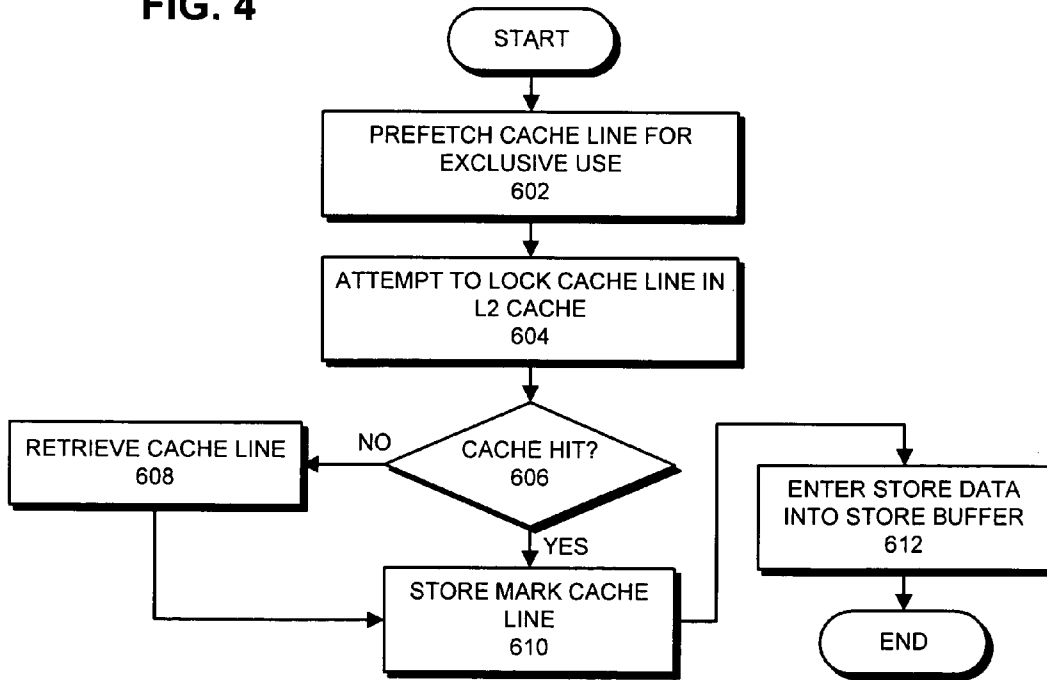 FIG. 4
START
PREFETCH CACHE LINE FOR
EXCLUSIVE USE
602
ATTEMPT TO LOCK CACHE LINE IN
L2 CACHE
604
CACHE HIT?
606
NO
RETRIEVE CACHE LINE
608
YES
STORE MARK CACHE
LINE
610
ENTER STORE DATA
INTO STORE BUFFER
612
END